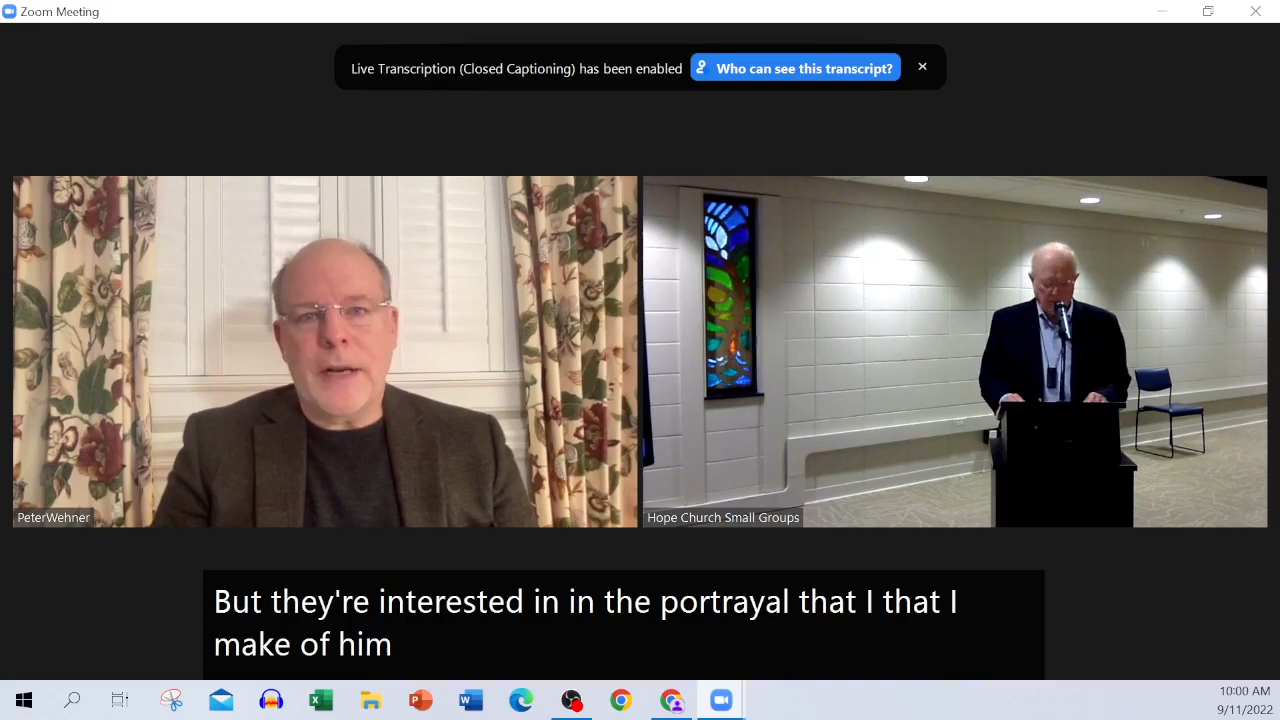 Zoom Meeting
Live Transcription (Closed Captioning) has been enabled
Who can see this transcript?
PeterWehner
Hope Church Small Groups
But they're interested in in the portrayal that I that I
make of him
10:00 AM
9/11/2022